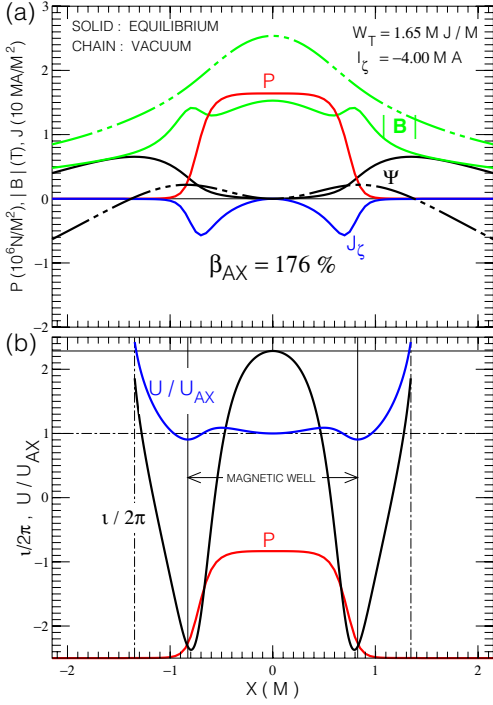 (a)
SOLID : EQUILIBRIUM
CHAIN : VACUUM
W_T = 1.65 M J / M
I_ζ = −4.00 M A
P
| B |
Ψ
J_ζ
β_AX = 176 %
P (10^6 N/M^2), | B | (T), J (10 MA/M^2)
3
2
1
0
−1
−2
(b)
U / U_AX
MAGNETIC WELL
ι / 2π
P
ι/2π , U / U_AX
2
1
0
−1
−2
−2
−1
0
1
2
X ( M )